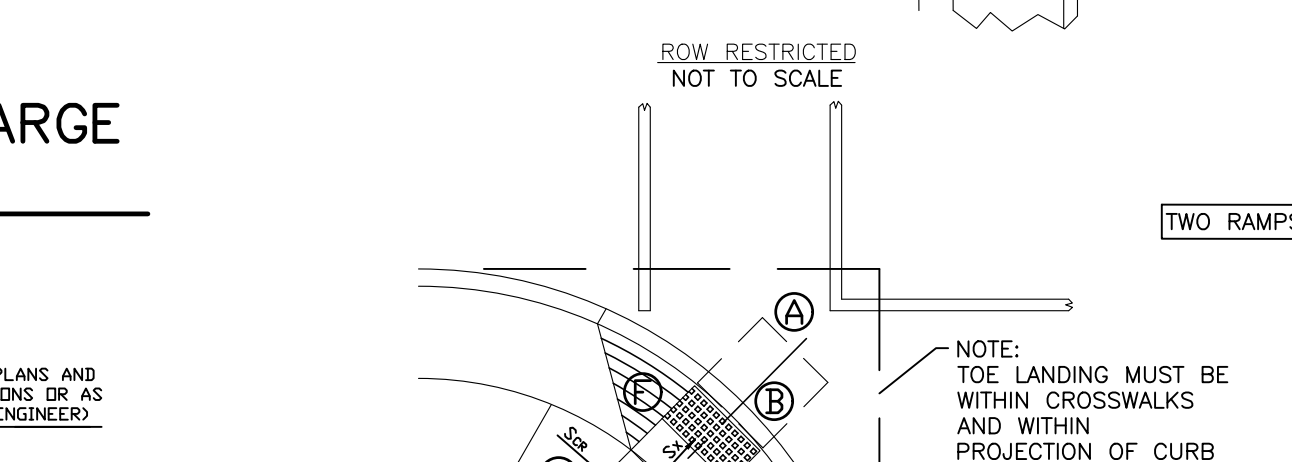 ROW RESTRICTED
NOT TO SCALE
ARGE
TWO RAMPS
A
NOTE:
TOE LANDING MUST BE
WITHIN CROSSWALKS
AND WITHIN
PROJECTION OF CURB
PLANS AND
ONS OR AS
ENGINEER)
F
B
SCR
SX